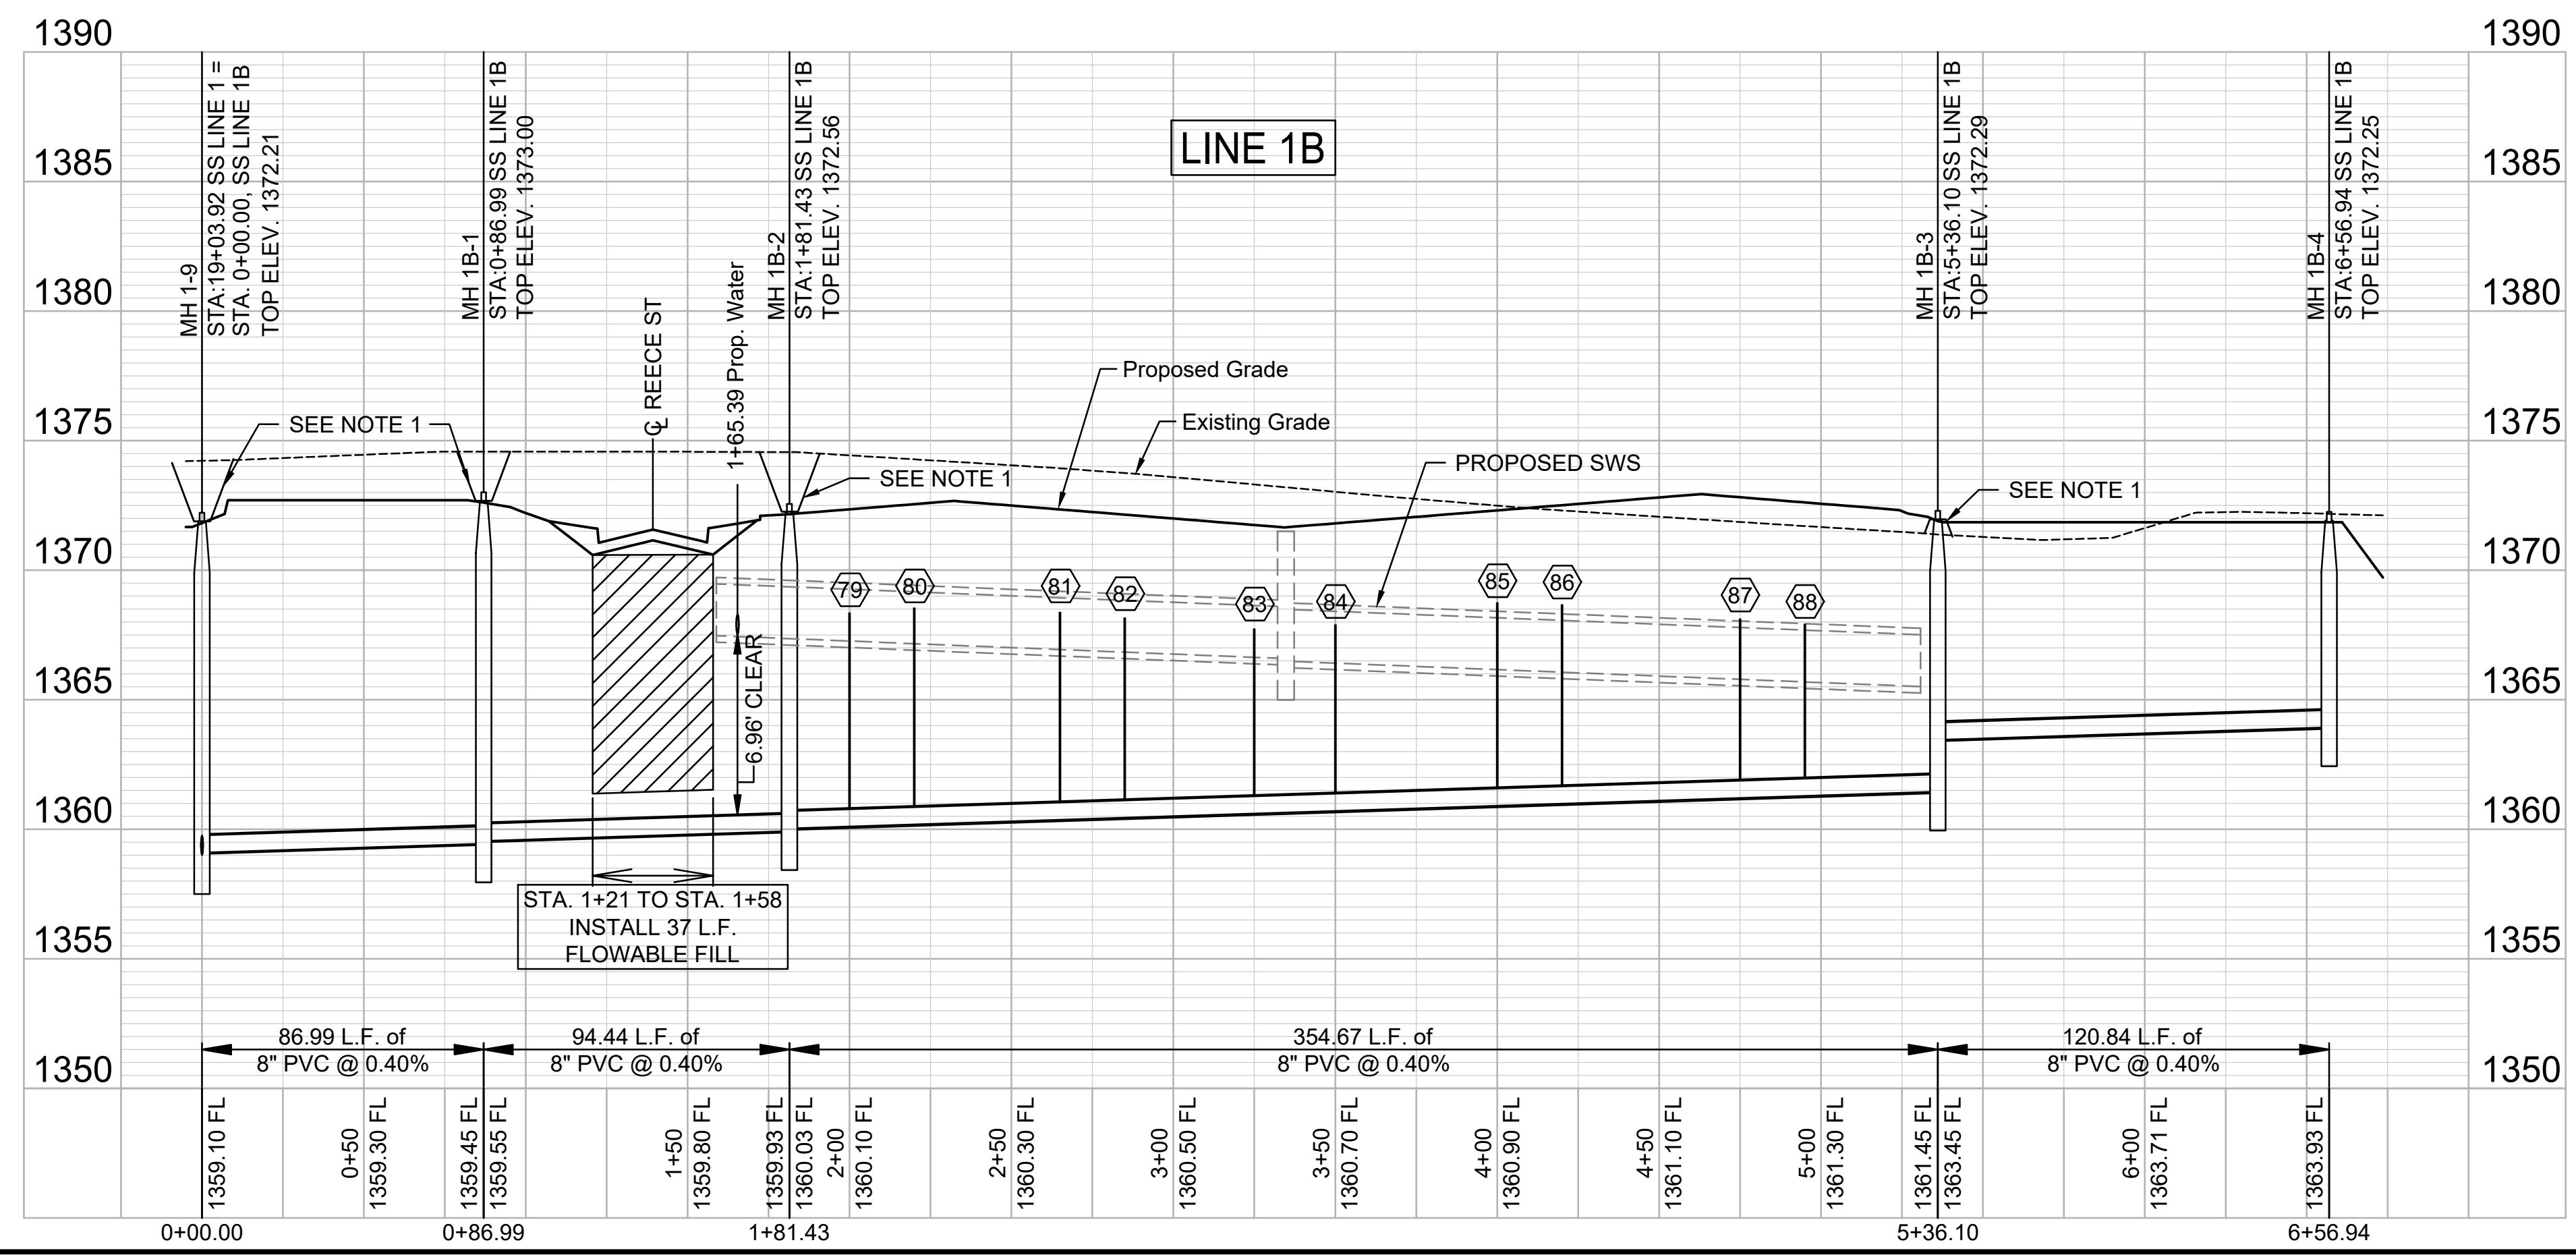 1390
1390
1385
1385
1380
1380
1375
1375
1370
1370
1365
1365
1360
1360
1355
1355
1350
1350
MH 1-9
STA:19+03.92 SS LINE 1 =
STA. 0+00.00, SS LINE 1B
TOP ELEV. 1372.21
MH 1B-1
STA:0+86.99 SS LINE 1B
TOP ELEV. 1373.00
℄ REECE ST
1+65.39 Prop. Water
MH 1B-2
STA:1+81.43 SS LINE 1B
TOP ELEV. 1372.56
LINE 1B
MH 1B-3
STA:5+36.10 SS LINE 1B
TOP ELEV. 1372.29
MH 1B-4
STA:6+56.94 SS LINE 1B
TOP ELEV. 1372.25
SEE NOTE 1
Proposed Grade
Existing Grade
SEE NOTE 1
PROPOSED SWS
SEE NOTE 1
79
80
81
82
83
84
85
86
87
88
6.96' CLEAR
STA. 1+21 TO STA. 1+58
INSTALL 37 L.F.
FLOWABLE FILL
86.99 L.F. of
8" PVC @ 0.40%
94.44 L.F. of
8" PVC @ 0.40%
354.67 L.F. of
8" PVC @ 0.40%
120.84 L.F. of
8" PVC @ 0.40%
1359.10 FL
0+50
1359.30 FL
1359.45 FL
1359.55 FL
1+50
1359.80 FL
1359.93 FL
1360.03 FL
2+00
1360.10 FL
2+50
1360.30 FL
3+00
1360.50 FL
3+50
1360.70 FL
4+00
1360.90 FL
4+50
1361.10 FL
5+00
1361.30 FL
1361.45 FL
1363.45 FL
6+00
1363.71 FL
1363.93 FL
0+00.00
0+86.99
1+81.43
5+36.10
6+56.94